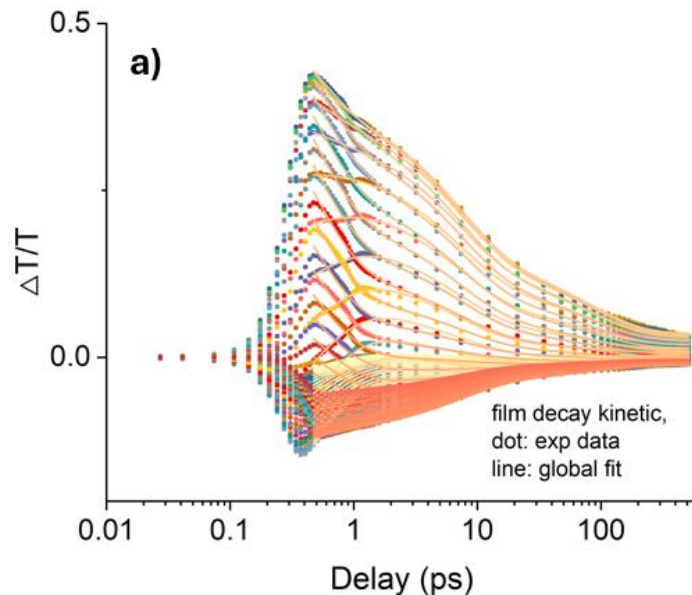 a)
0.5
0.0
ΔT/T
film decay kinetic,
dot: exp data
line: global fit
0.01 0.1 1 10 100
Delay (ps)